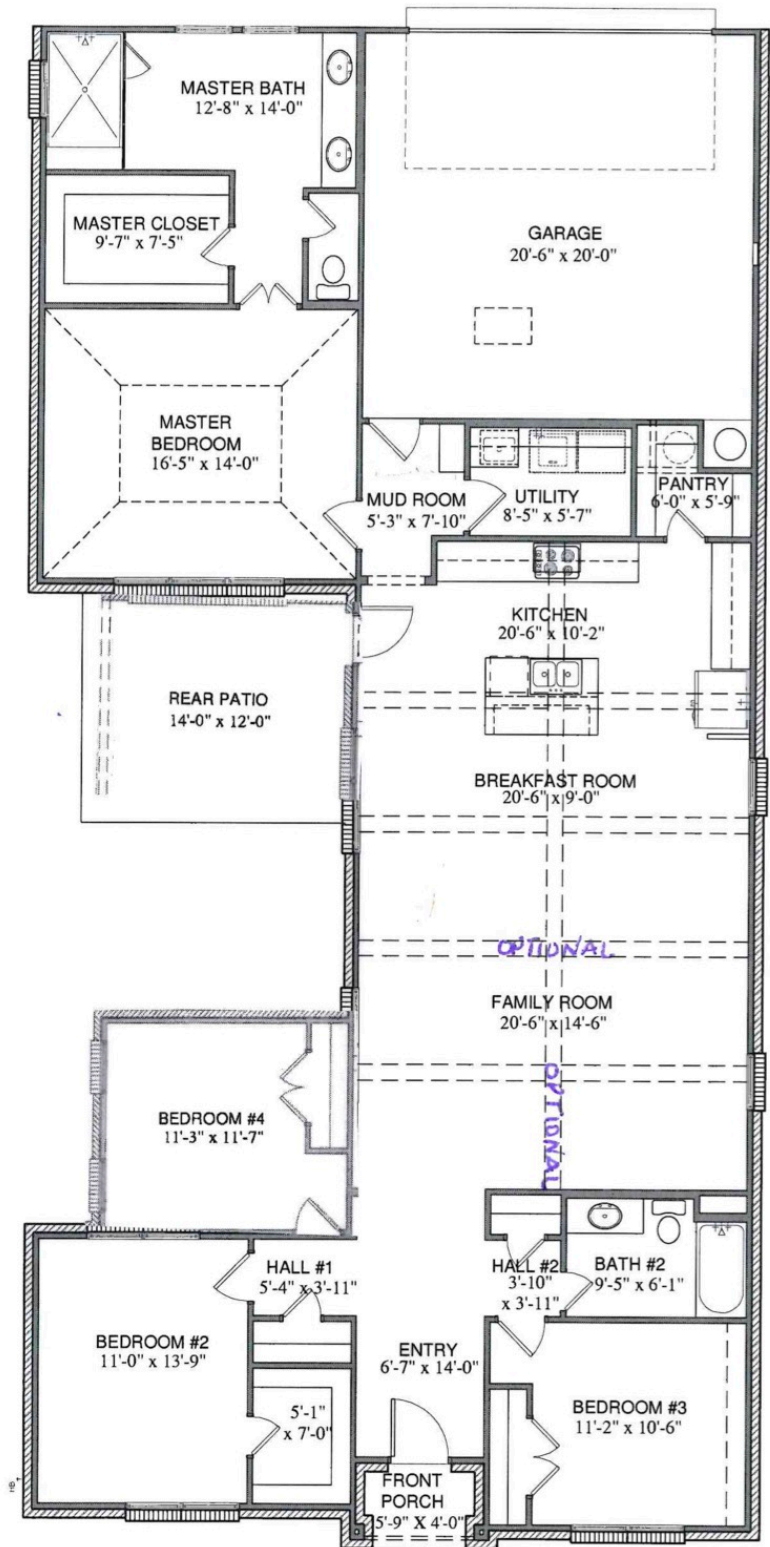 MASTER BATH
12'-8" x 14'-0"
MASTER CLOSET
9'-7" x 7'-5"
GARAGE
20'-6" x 20'-0"
MASTER
BEDROOM
16'-5" x 14'-0"
MUD ROOM
5'-3" x 7'-10"
UTILITY
8'-5" x 5'-7"
PANTRY
6'-0" x 5'-9"
KITCHEN
20'-6" x 10'-2"
REAR PATIO
14'-0" x 12'-0"
BREAKFAST ROOM
20'-6" x 9'-0"
OPTIONAL
FAMILY ROOM
20'-6" x 14'-6"
OPTIONAL
BEDROOM #4
11'-3" x 11'-7"
HALL #1
5'-4" x 3'-11"
HALL #2
3'-10"
x 3'-11"
BATH #2
9'-5" x 6'-1"
BEDROOM #2
11'-0" x 13'-9"
ENTRY
6'-7" x 14'-0"
5'-1"
x 7'-0"
BEDROOM #3
11'-2" x 10'-6"
FRONT
PORCH
5'-9" X 4'-0"
HB